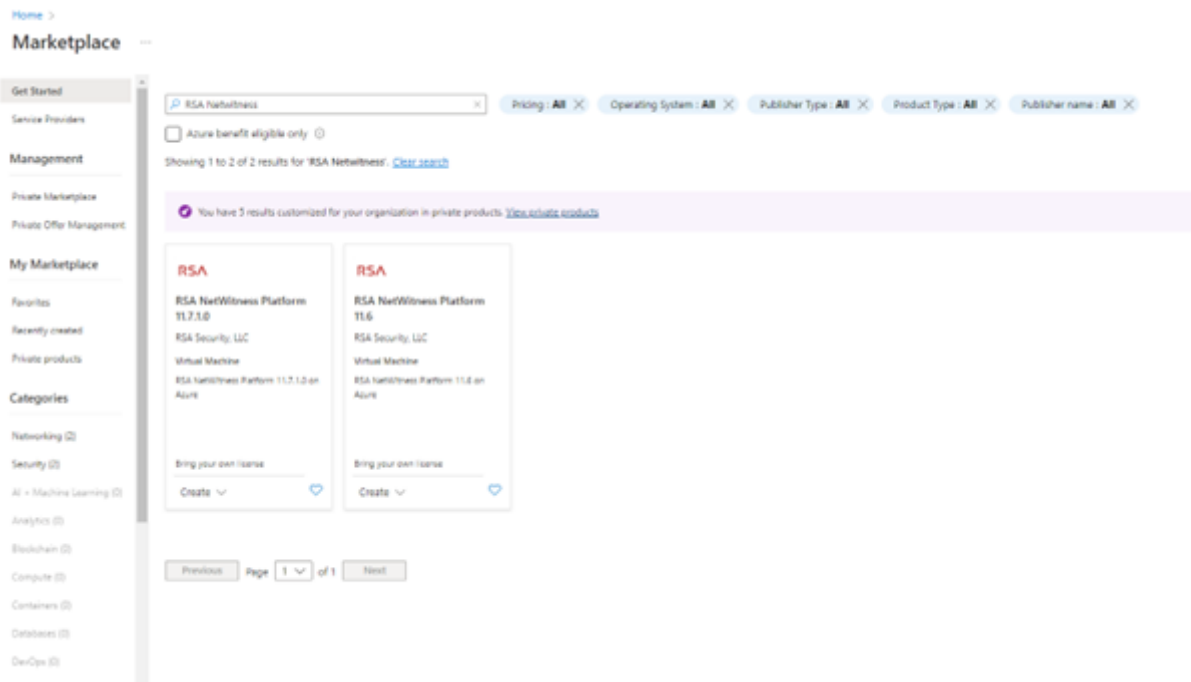 Home >
Marketplace ...
Get Started
Service Providers
Management
Private Marketplace
Private Offer Management
My Marketplace
Favorites
Recently created
Private products
Categories
Networking (2)
Security (2)
AI + Machine Learning (0)
Analytics (0)
Blockchain (0)
Compute (0)
Containers (0)
Databases (0)
DevOps (0)
RSA Netwitness
Pricing : All
Operating System : All
Publisher Type : All
Product Type : All
Publisher name : All
Azure benefit eligible only
Showing 1 to 2 of 2 results for 'RSA Netwitness'. Clear search
You have 5 results customized for your organization in private products. View private products
RSA
RSA NetWitness Platform
11.7.1.0
RSA Security, LLC
Virtual Machine
RSA NetWitness Platform 11.7.1.0 on
Azure
Bring your own license
Create
RSA
RSA NetWitness Platform
11.6
RSA Security, LLC
Virtual Machine
RSA NetWitness Platform 11.6 on
Azure
Bring your own license
Create
Previous Page 1 of 1 Next